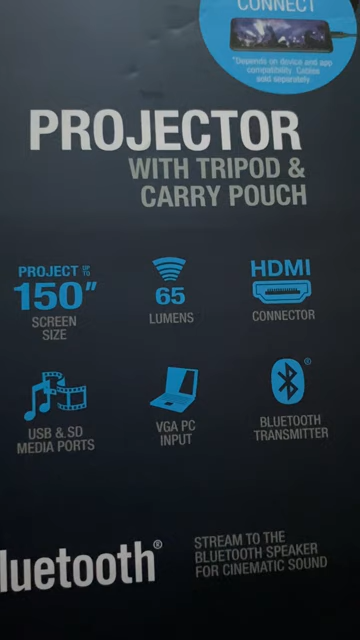 CONNECT
*Depends on device and app
compatibility. Cables
sold separately.
PROJECTOR
WITH TRIPOD &
CARRY POUCH
PROJECT UP TO
150"
SCREEN
SIZE
65
LUMENS
HDMI
CONNECTOR
USB & SD
MEDIA PORTS
VGA PC
INPUT
BLUETOOTH
TRANSMITTER
luetooth®
STREAM TO THE
BLUETOOTH SPEAKER
FOR CINEMATIC SOUND